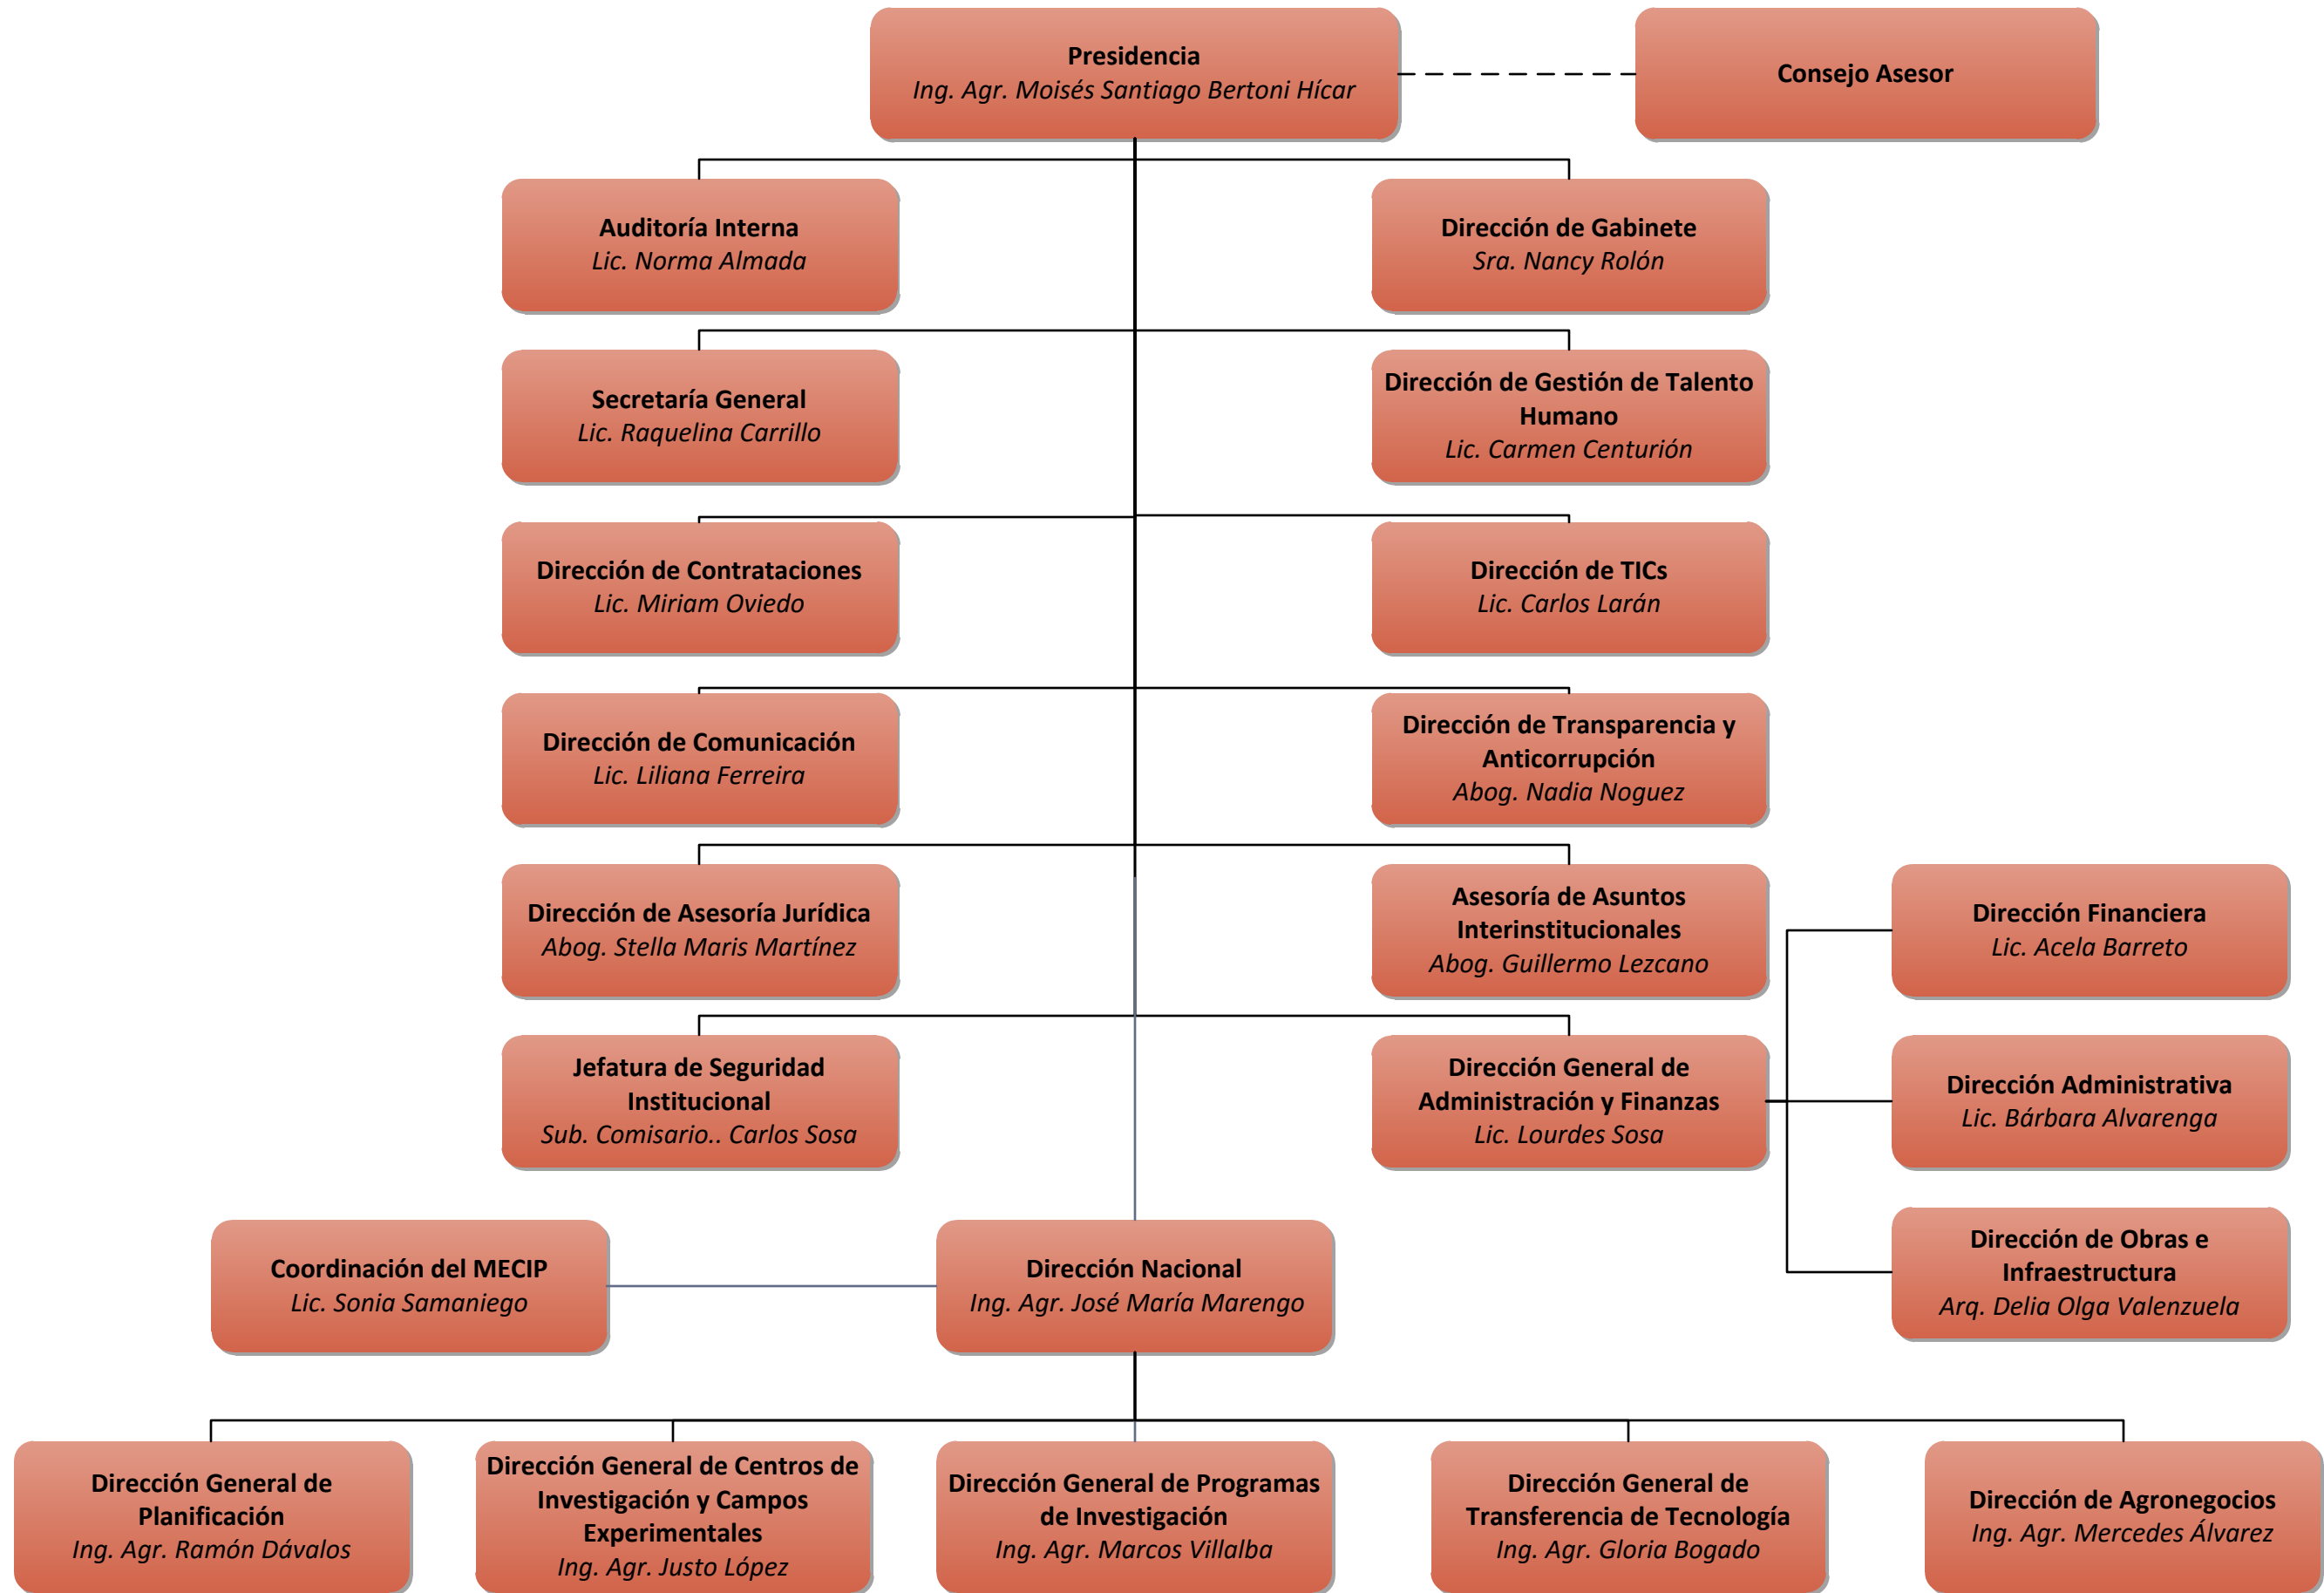 Presidencia
Ing. Agr. Moisés Santiago Bertoni Hícar
Consejo Asesor
Auditoría Interna
Lic. Norma Almada
Dirección de Gabinete
Sra. Nancy Rolón
Secretaría General
Lic. Raquelina Carrillo
Dirección de Gestión de Talento
Humano
Lic. Carmen Centurión
Dirección de Contrataciones
Lic. Miriam Oviedo
Dirección de TICs
Lic. Carlos Larán
Dirección de Comunicación
Lic. Liliana Ferreira
Dirección de Transparencia y
Anticorrupción
Abog. Nadia Noguez
Dirección de Asesoría Jurídica
Abog. Stella Maris Martínez
Asesoría de Asuntos
Interinstitucionales
Abog. Guillermo Lezcano
Dirección Financiera
Lic. Acela Barreto
Jefatura de Seguridad
Institucional
Sub. Comisario.. Carlos Sosa
Dirección General de
Administración y Finanzas
Lic. Lourdes Sosa
Dirección Administrativa
Lic. Bárbara Alvarenga
Coordinación del MECIP
Lic. Sonia Samaniego
Dirección Nacional
Ing. Agr. José María Marengo
Dirección de Obras e
Infraestructura
Arq. Delia Olga Valenzuela
Dirección General de
Planificación
Ing. Agr. Ramón Dávalos
Dirección General de Centros de
Investigación y Campos
Experimentales
Ing. Agr. Justo López
Dirección General de Programas
de Investigación
Ing. Agr. Marcos Villalba
Dirección General de
Transferencia de Tecnología
Ing. Agr. Gloria Bogado
Dirección de Agronegocios
Ing. Agr. Mercedes Álvarez